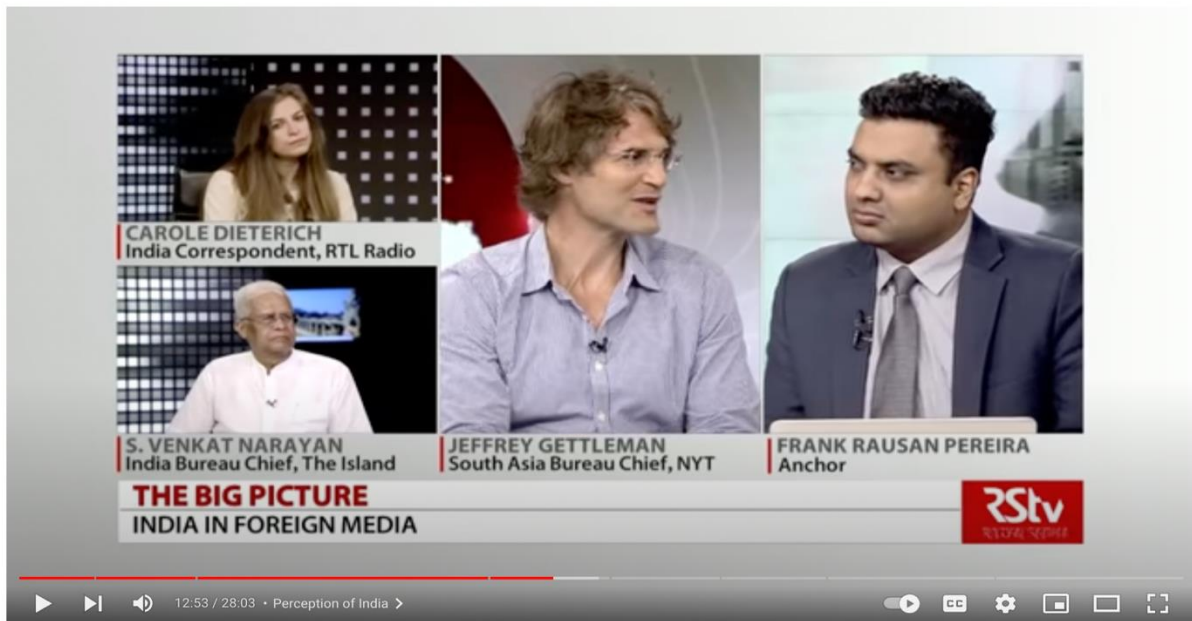 CAROLE DIETERICH
India Correspondent, RTL Radio
S. VENKAT NARAYAN
India Bureau Chief, The Island
JEFFREY GETTLEMAN
South Asia Bureau Chief, NYT
FRANK RAUSAN PEREIRA
Anchor
THE BIG PICTURE
INDIA IN FOREIGN MEDIA
RStv
12:53 / 28:03 • Perception of India
CC